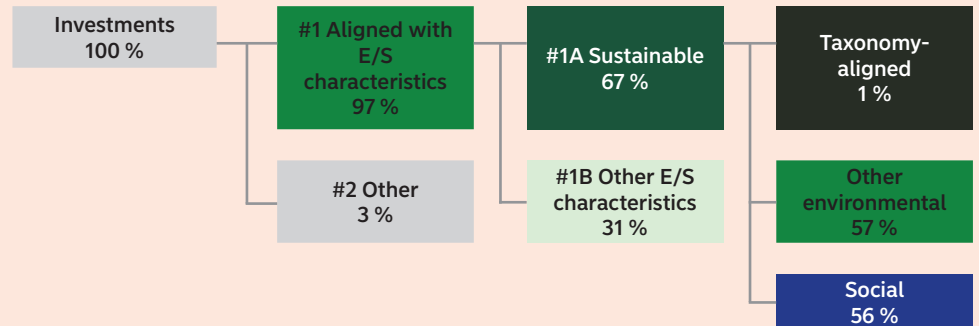 Investments
100 %
#1 Aligned with
E/S
characteristics
97 %
#1A Sustainable
67 %
Taxonomy-
aligned
1 %
#2 Other
3 %
#1B Other E/S
characteristics
31 %
Other
environmental
57 %
Social
56 %